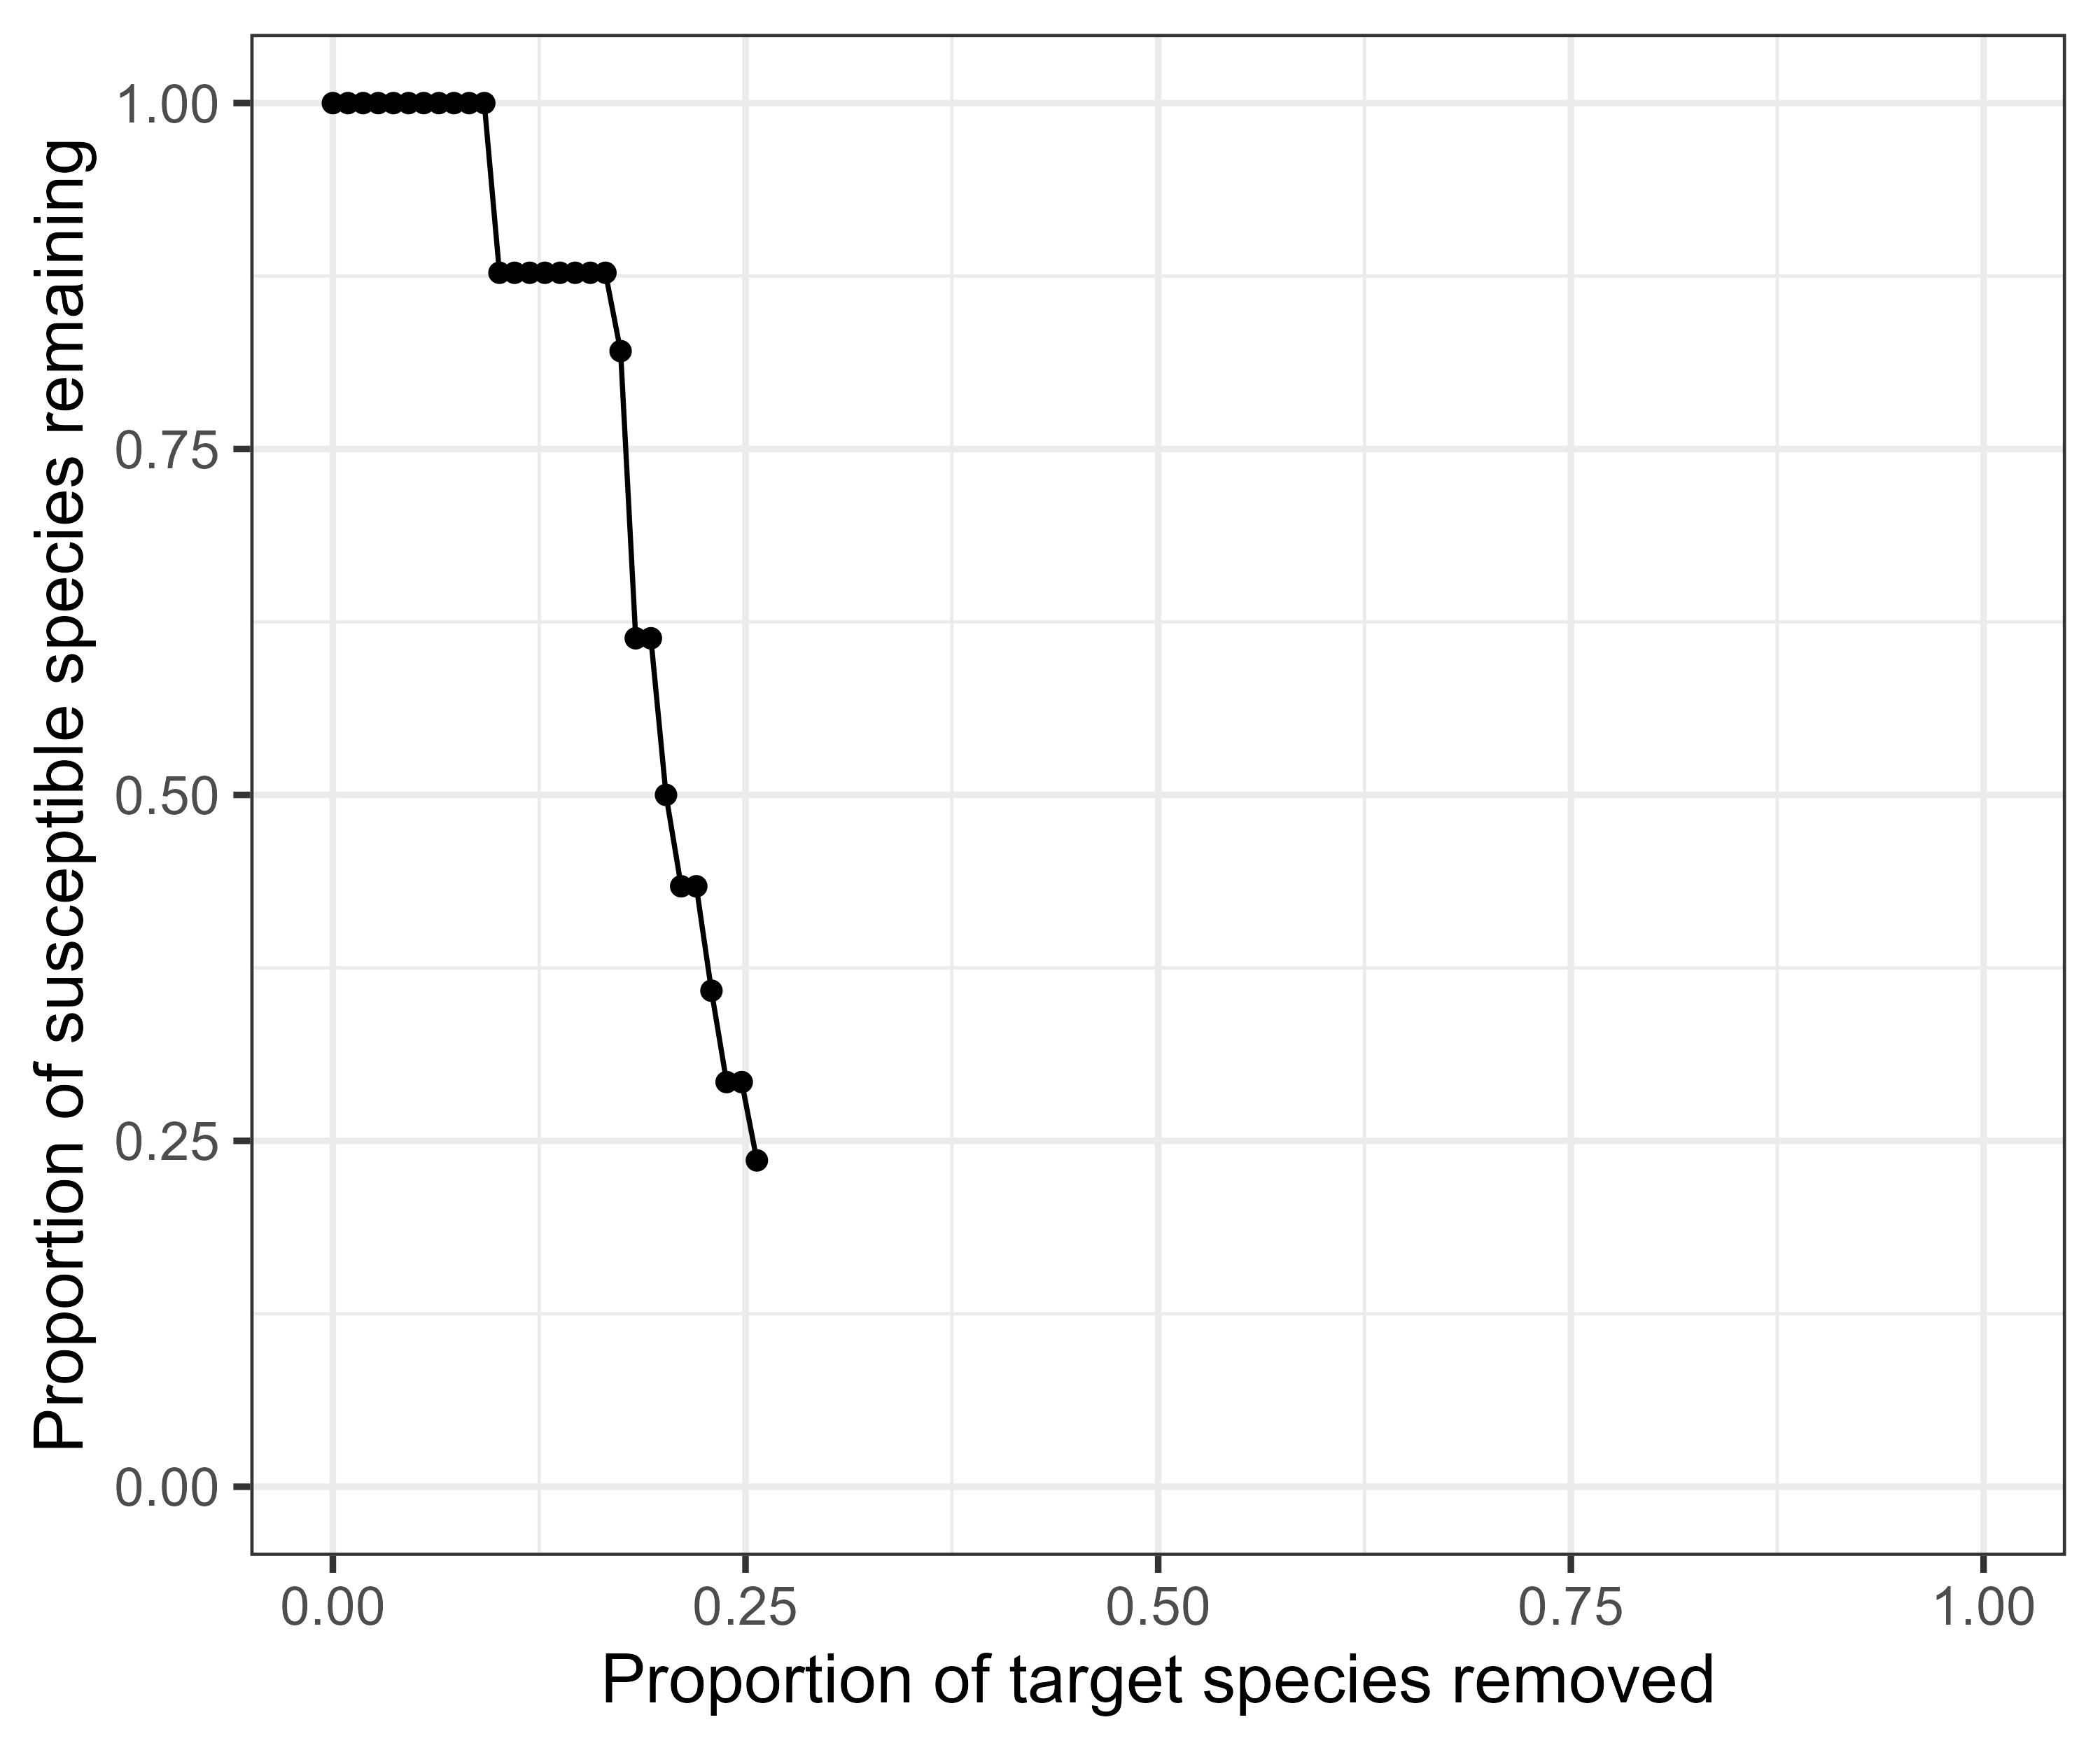 Proportion of susceptible species remaining
1.00
0.75
0.50
0.25
0.00
0.00 0.25 0.50 0.75 1.00
Proportion of target species removed